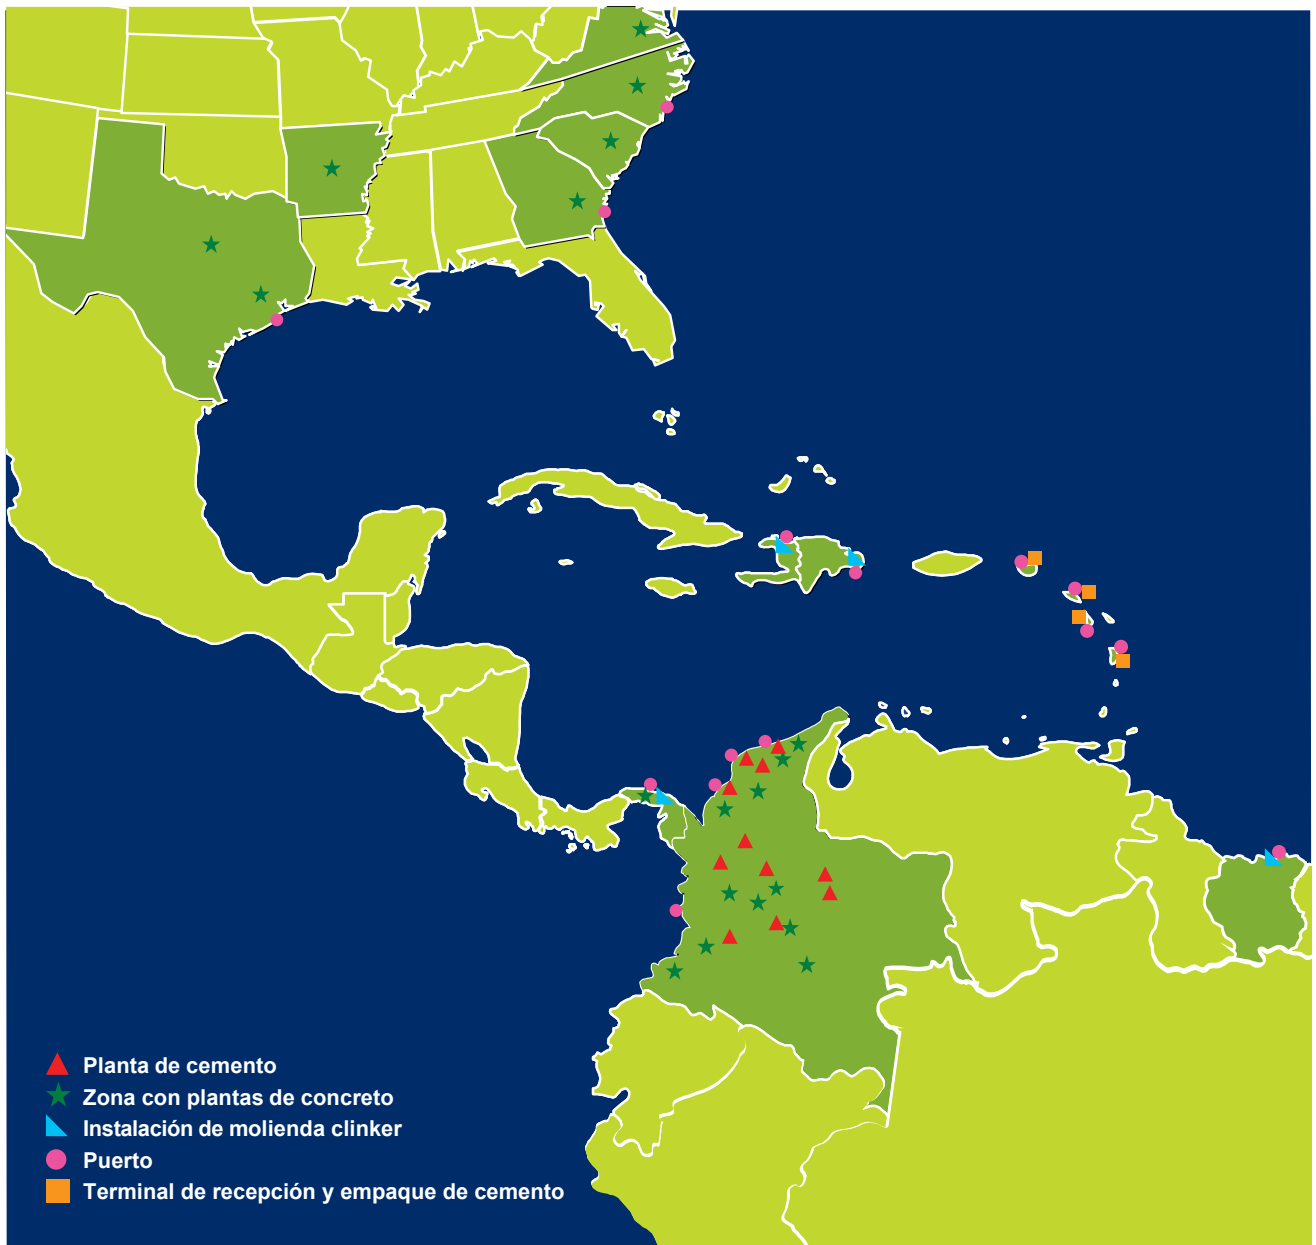 Planta de cemento
Zona con plantas de concreto
Instalación de molienda clinker
Puerto
Terminal de recepción y empaque de cemento